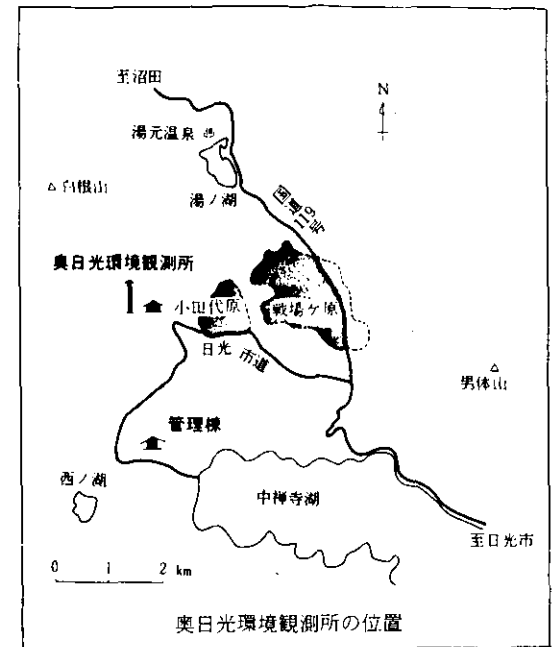 至沼田
N
湯元温泉
白根山
湯ノ湖
国道119号
奥日光環境観測所
小田代原
戦場ケ原
日光市道
男体山
管理棟
西ノ湖
中禅寺湖
至日光市
0 1 2 km
奥日光環境観測所の位置